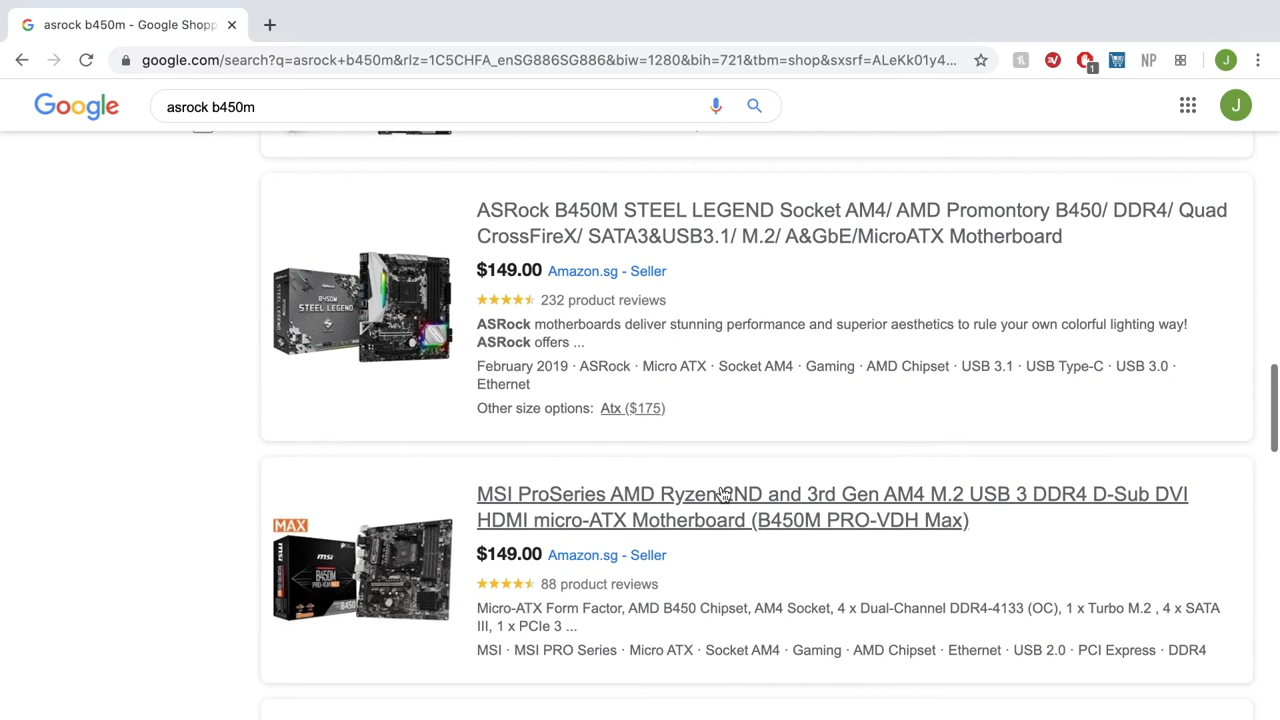 asrock b450m - Google Shopp
google.com/search?q=asrock+b450m&rlz=1C5CHFA_enSG886SG886&biw=1280&bih=721&tbm=shop&sxsrf=ALeKk01y4...
1
NP
J
Google
asrock b450m
J
ASRock B450M STEEL LEGEND Socket AM4/ AMD Promontory B450/ DDR4/ Quad
CrossFireX/ SATA3&USB3.1/ M.2/ A&GbE/MicroATX Motherboard
$149.00 Amazon.sg - Seller
232 product reviews
ASRock motherboards deliver stunning performance and superior aesthetics to rule your own colorful lighting way!
ASRock offers ...
February 2019 · ASRock · Micro ATX · Socket AM4 · Gaming · AMD Chipset · USB 3.1 · USB Type-C · USB 3.0 ·
Ethernet
Other size options: Atx ($175)
B450M
STEEL LEGEND
MSI ProSeries AMD Ryzen 2ND and 3rd Gen AM4 M.2 USB 3 DDR4 D-Sub DVI
HDMI micro-ATX Motherboard (B450M PRO-VDH Max)
$149.00 Amazon.sg - Seller
88 product reviews
Micro-ATX Form Factor, AMD B450 Chipset, AM4 Socket, 4 x Dual-Channel DDR4-4133 (OC), 1 x Turbo M.2 , 4 x SATA
III, 1 x PCIe 3 ...
MSI · MSI PRO Series · Micro ATX · Socket AM4 · Gaming · AMD Chipset · Ethernet · USB 2.0 · PCI Express · DDR4
MAX
msi
B450M
PRO-VDH MAX